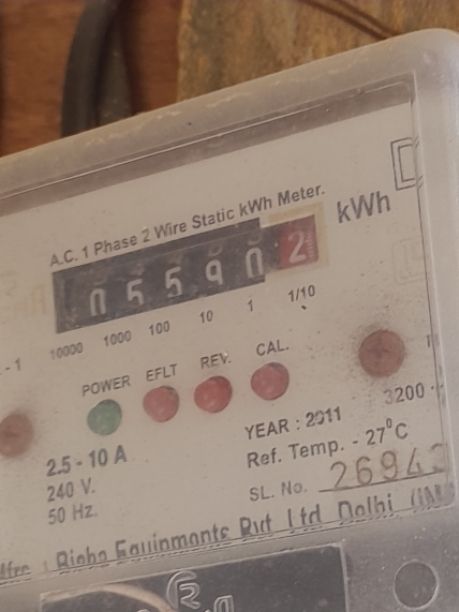 A.C. 1 Phase 2 Wire Static kWh Meter.
0 5 5 9 0 2 kWh
10000 1000 100 10 1 1/10
- 1
POWER EFLT REV. CAL.
3200
2.5 - 10 A
240 V.
50 Hz.
YEAR : 2011
Ref. Temp. - 27°C
SL. No. 26943
Equipments Pvt Ltd Delhi